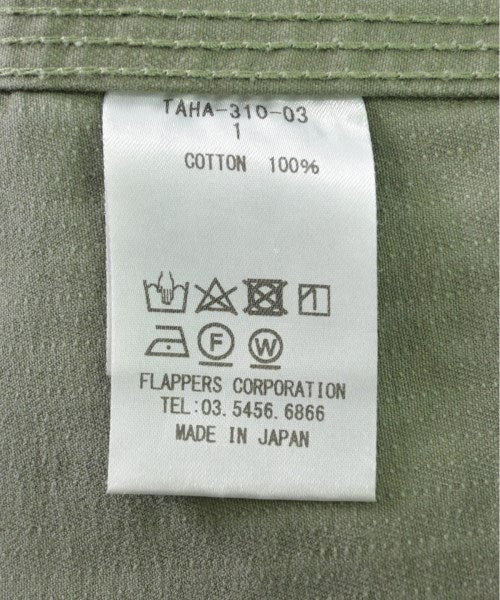 TAHA-310-03
1
COTTON 100%
F W
FLAPPERS CORPORATION
TEL:03.5456.6866
MADE IN JAPAN